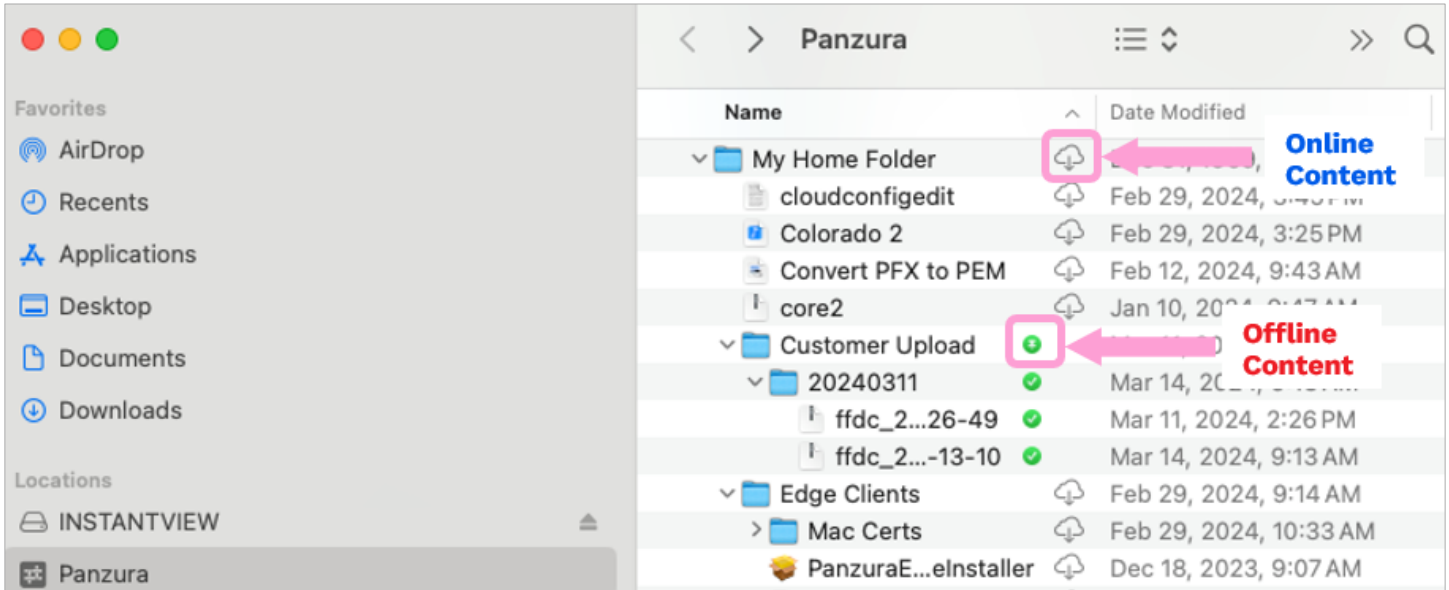 Panzura
Favorites
AirDrop
Recents
Applications
Desktop
Documents
Downloads
Locations
INSTANTVIEW
Panzura
Name Date Modified
My Home Folder
Online
Content
cloudconfigedit Feb 29, 2024,
Colorado 2 Feb 29, 2024, 3:25 PM
Convert PFX to PEM Feb 12, 2024, 9:43 AM
core2 Jan 10,
Customer Upload
Offline
Content
20240311 Mar 14,
ffdc_2...26-49 Mar 11, 2024, 2:26 PM
ffdc_2...-13-10 Mar 14, 2024, 9:13 AM
Edge Clients Feb 29, 2024, 9:14 AM
Mac Certs Feb 29, 2024, 10:33 AM
PanzuraE...eInstaller Dec 18, 2023, 9:07 AM